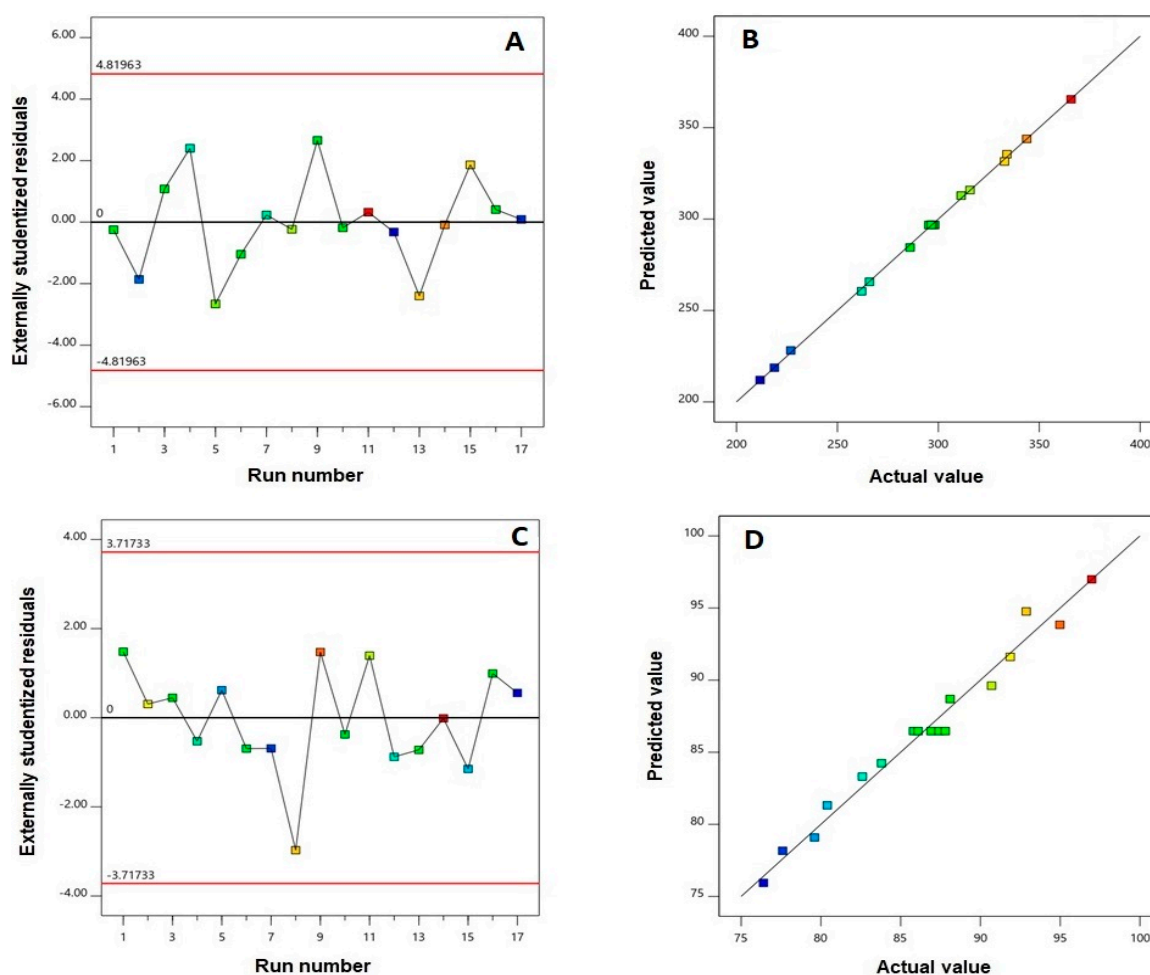 A
6.00
4.81963
4.00
2.00
0
0.00
-2.00
-4.00
-4.81963
-6.00
Externally studentized residuals
1 3 5 7 9 11 13 15 17
Run number
B
400
350
300
250
200
Predicted value
200 250 300 350 400
Actual value
C
4.00
3.71733
2.00
0
0.00
-2.00
-3.71733
-4.00
Externally studentized residuals
1 3 5 7 9 11 13 15 17
Run number
D
100
95
90
85
80
75
Predicted value
75 80 85 90 95 100
Actual value